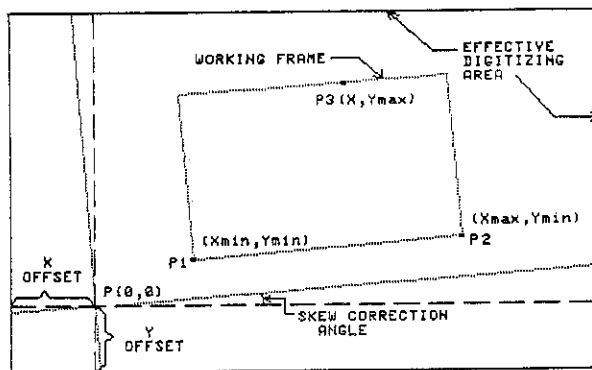 EFFECTIVE
DIGITIZING
AREA
WORKING FRAME
P3(X,Ymax)
(Xmax,Ymin)
P2
(Xmin,Ymin)
P1
X
OFFSET
P(0,0)
SKEW CORRECTION
ANGLE
Y
OFFSET